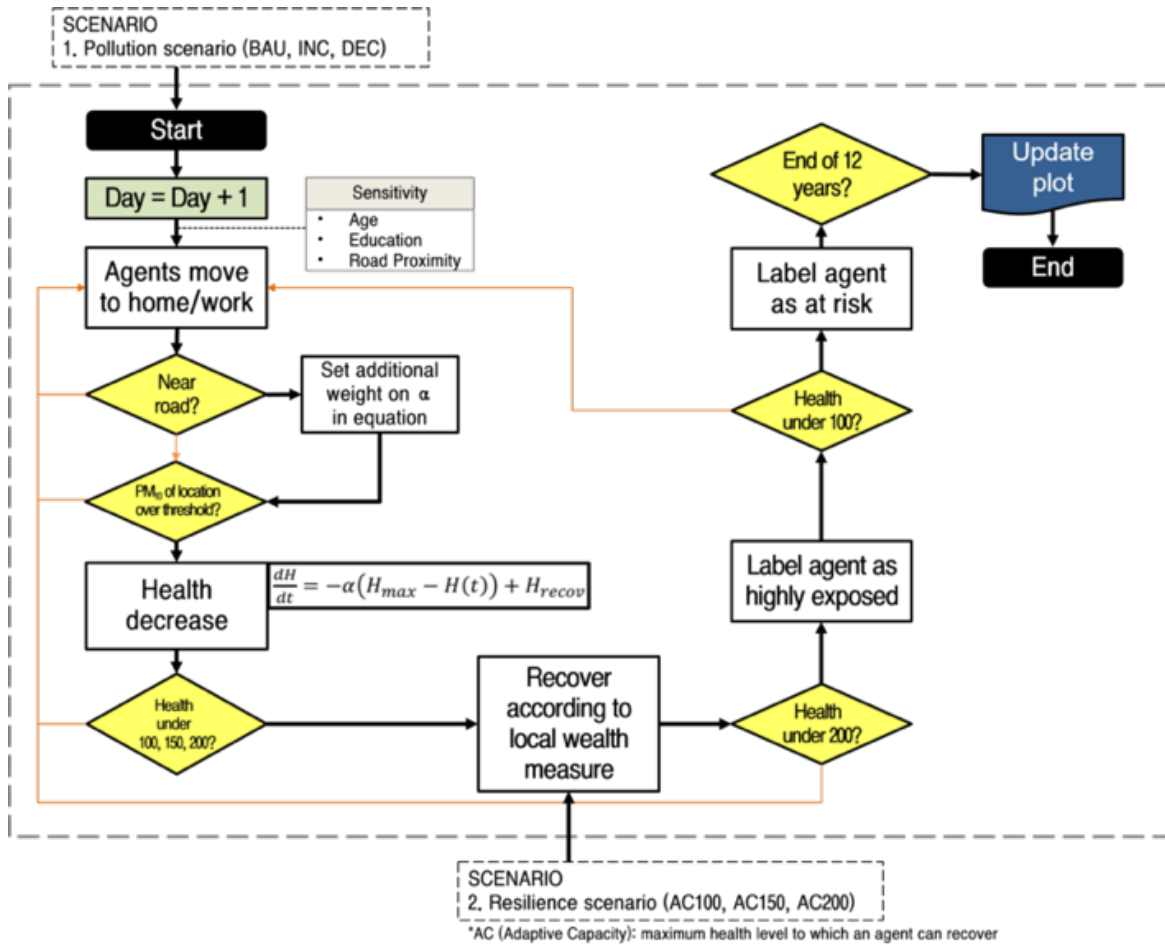 SCENARIO
1. Pollution scenario (BAU, INC, DEC)
Start
Day = Day + 1
Sensitivity
• Age
• Education
• Road Proximity
Agents move
to home/work
Near
road?
Set additional
weight on α
in equation
PM₁₀ of location
over threshold?
Health
decrease
dH/dt = −α(H_max − H(t)) + H_recov
Health
under
100, 150, 200?
Recover
according to
local wealth
measure
Health
under 200?
Label agent as
highly exposed
Health
under 100?
Label agent
as at risk
End of 12
years?
Update
plot
End
SCENARIO
2. Resilience scenario (AC100, AC150, AC200)
*AC (Adaptive Capacity): maximum health level to which an agent can recover